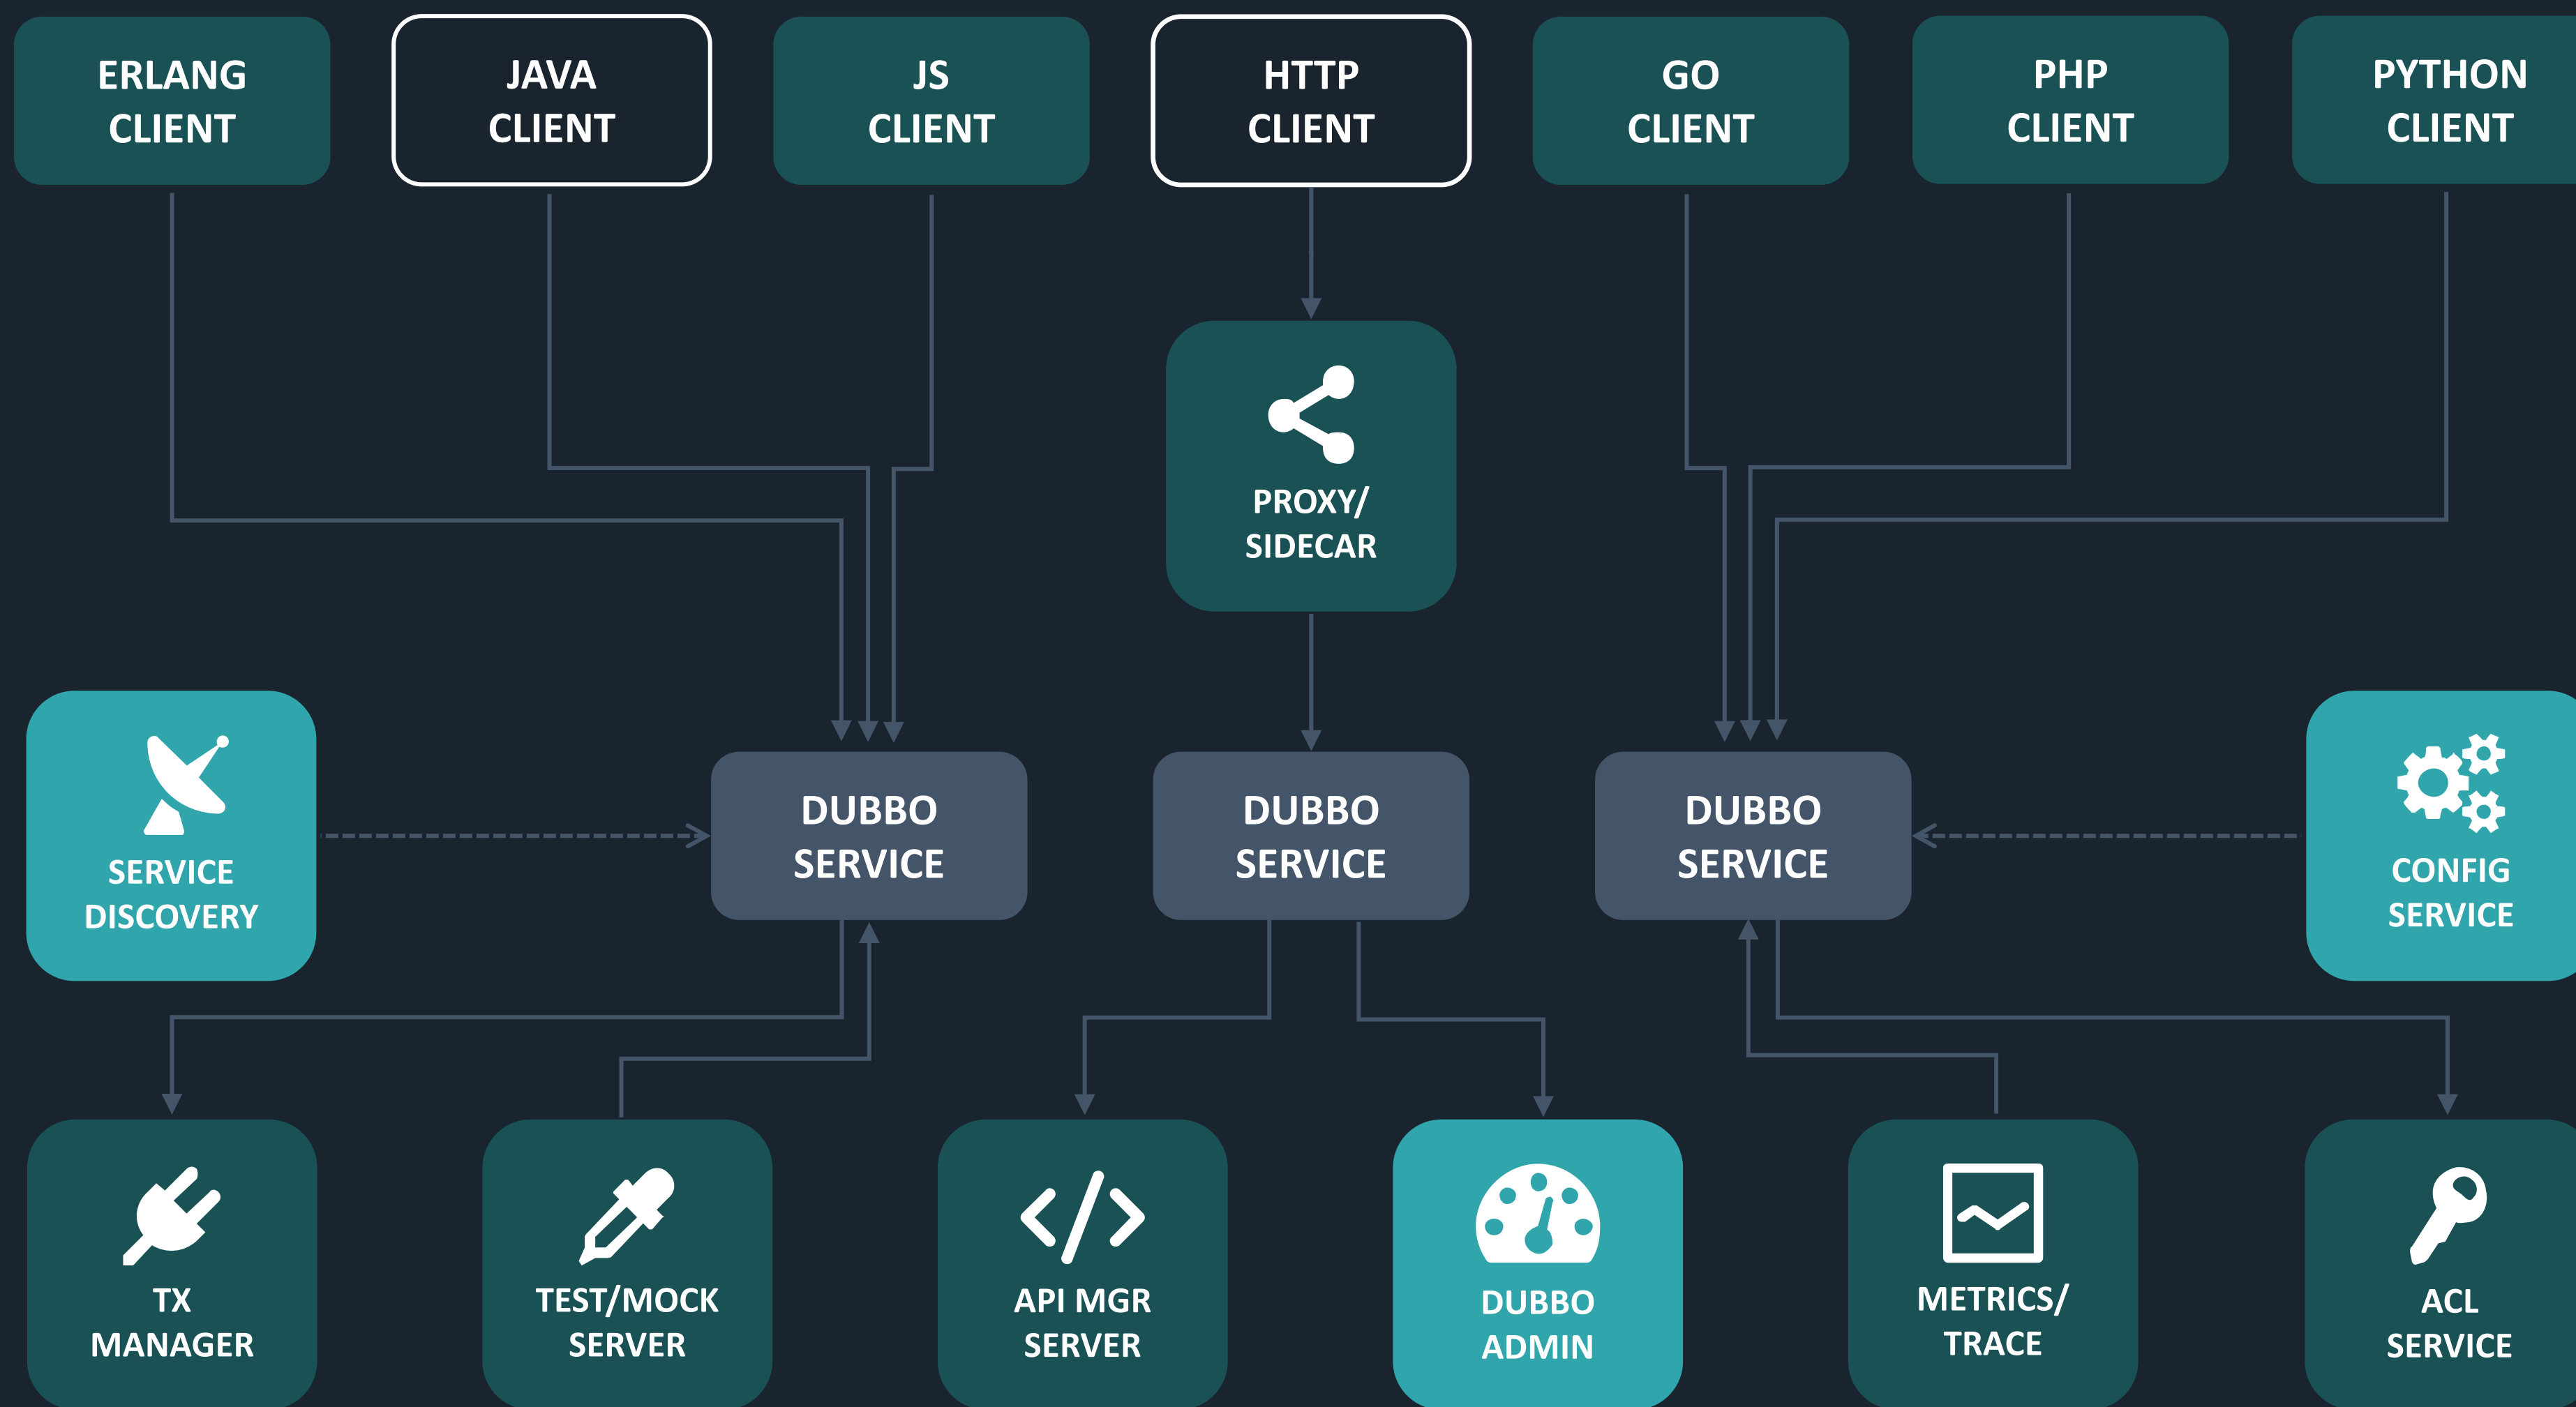 ERLANG
CLIENT
JAVA
CLIENT
JS
CLIENT
HTTP
CLIENT
GO
CLIENT
PHP
CLIENT
PYTHON
CLIENT
PROXY/
SIDECAR
SERVICE
DISCOVERY
DUBBO
SERVICE
DUBBO
SERVICE
DUBBO
SERVICE
CONFIG
SERVICE
TX
MANAGER
TEST/MOCK
SERVER
API MGR
SERVER
DUBBO
ADMIN
METRICS/
TRACE
ACL
SERVICE